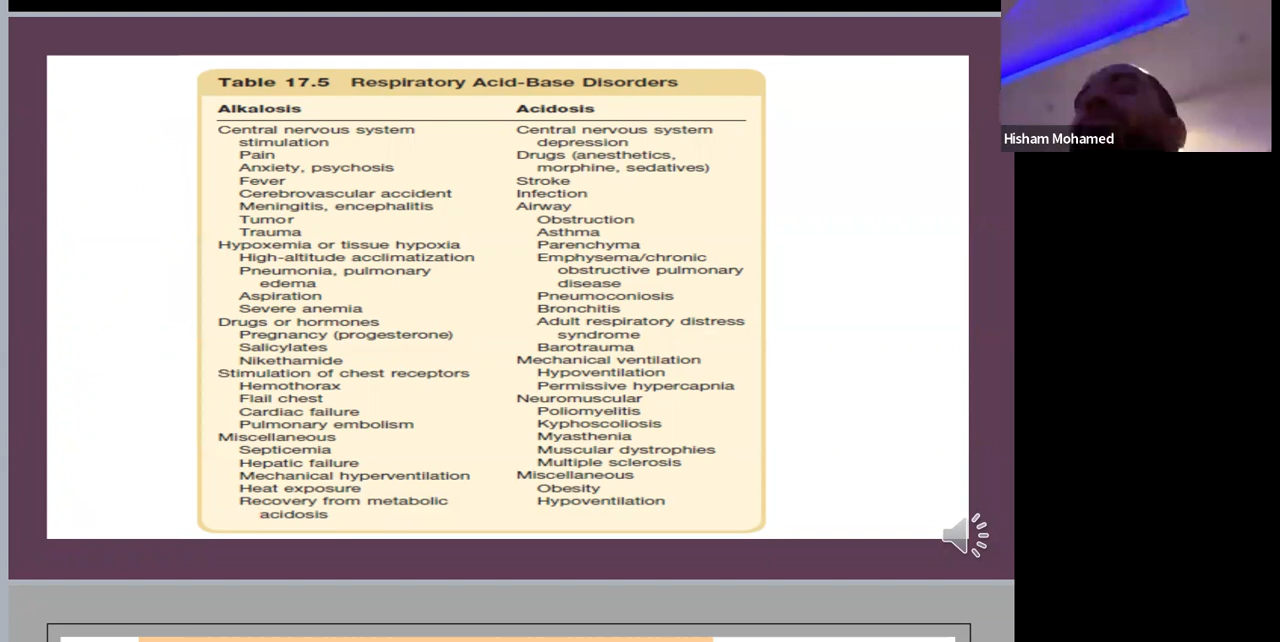 Table 17.5 Respiratory Acid-Base Disorders
Alkalosis
Central nervous system
stimulation
Pain
Anxiety, psychosis
Fever
Cerebrovascular accident
Meningitis, encephalitis
Tumor
Trauma
Hypoxemia or tissue hypoxia
High-altitude acclimatization
Pneumonia, pulmonary
edema
Aspiration
Severe anemia
Drugs or hormones
Pregnancy (progesterone)
Salicylates
Nikethamide
Stimulation of chest receptors
Hemothorax
Flail chest
Cardiac failure
Pulmonary embolism
Miscellaneous
Septicemia
Hepatic failure
Mechanical hyperventilation
Heat exposure
Recovery from metabolic
acidosis
Acidosis
Central nervous system
depression
Drugs (anesthetics,
morphine, sedatives)
Stroke
Infection
Airway
Obstruction
Asthma
Parenchyma
Emphysema/chronic
obstructive pulmonary
disease
Pneumoconiosis
Bronchitis
Adult respiratory distress
syndrome
Barotrauma
Mechanical ventilation
Hypoventilation
Permissive hypercapnia
Neuromuscular
Poliomyelitis
Kyphoscoliosis
Myasthenia
Muscular dystrophies
Multiple sclerosis
Miscellaneous
Obesity
Hypoventilation
Hisham Mohamed